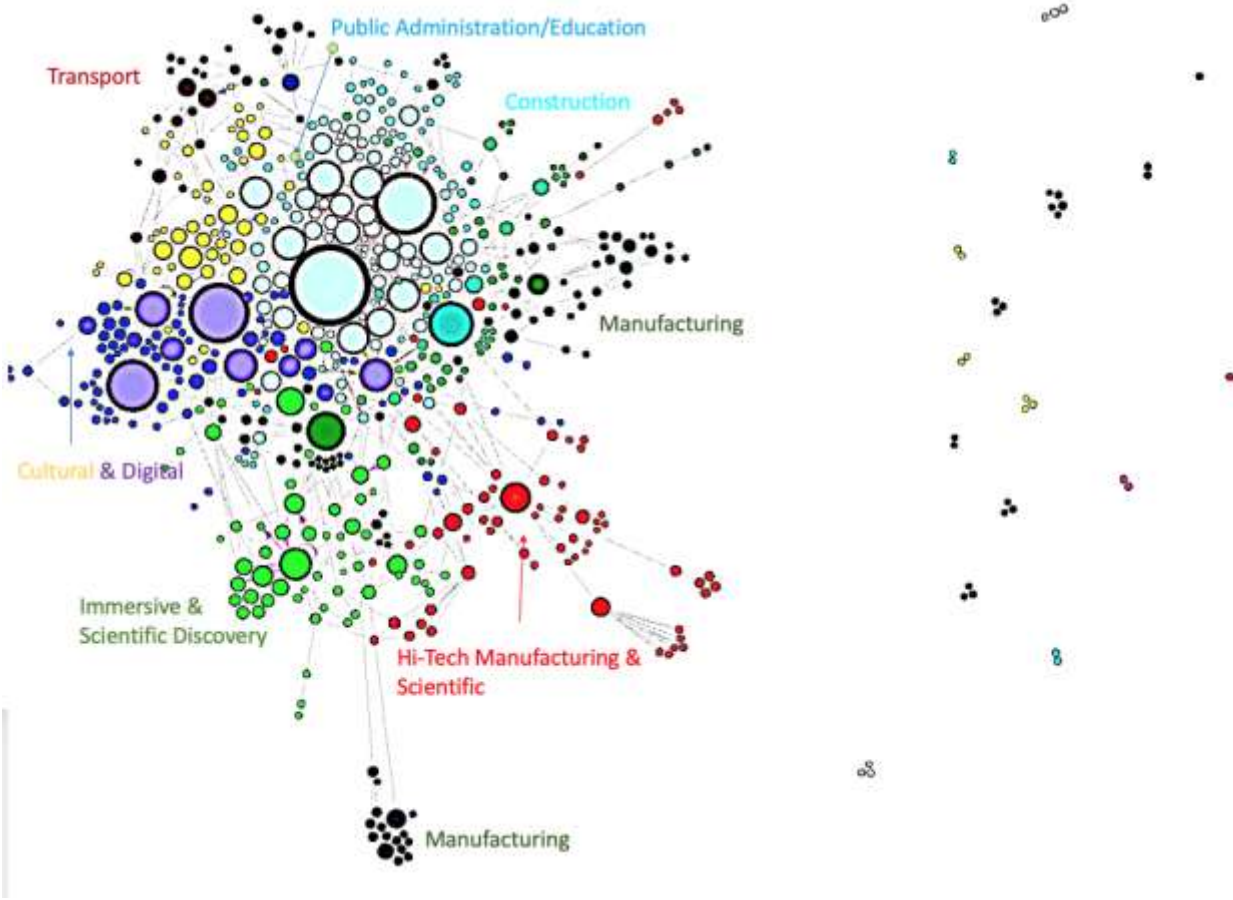 Public Administration/Education
Transport
Construction
Manufacturing
Cultural & Digital
Immersive &
Scientific Discovery
Hi-Tech Manufacturing &
Scientific
Manufacturing